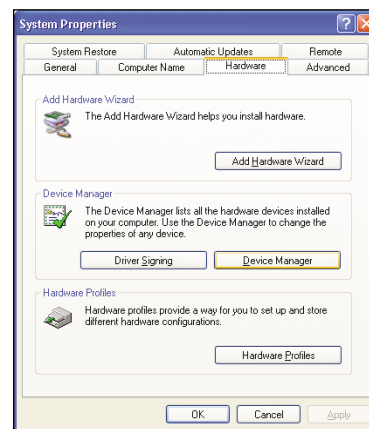 System Properties
System Restore Automatic Updates Remote
General Computer Name Hardware Advanced
Add Hardware Wizard
The Add Hardware Wizard helps you install hardware.
Add Hardware Wizard
Device Manager
The Device Manager lists all the hardware devices installed
on your computer. Use the Device Manager to change the
properties of any device.
Driver Signing Device Manager
Hardware Profiles
Hardware profiles provide a way for you to set up and store
different hardware configurations.
Hardware Profiles
OK Cancel Apply